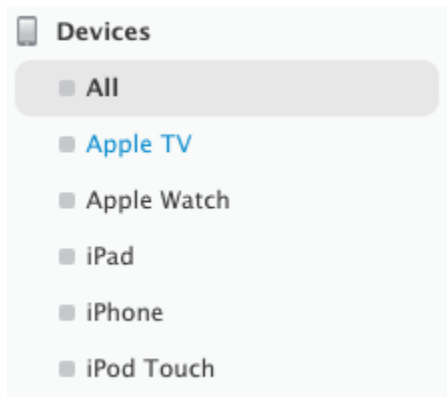 Devices
All
Apple TV
Apple Watch
iPad
iPhone
iPod Touch